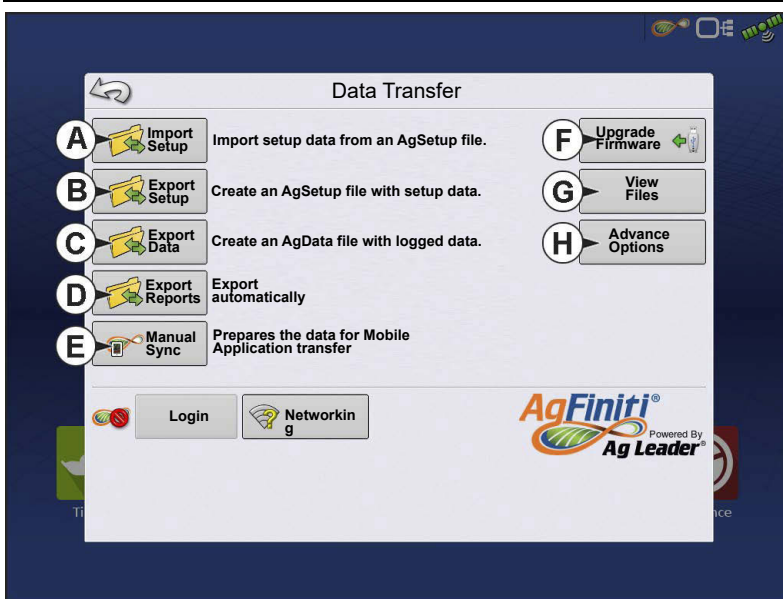 Data Transfer
A
Import
Setup
Import setup data from an AgSetup file.
B
Export
Setup
Create an AgSetup file with setup data.
C
Export
Data
Create an AgData file with logged data.
D
Export
Reports
Export
automatically
E
Manual
Sync
Prepares the data for Mobile
Application transfer
F
Upgrade
Firmware
G
View
Files
H
Advance
Options
Login
Networkin
g
AgFiniti®
Powered By
Ag Leader®
Ti
nce